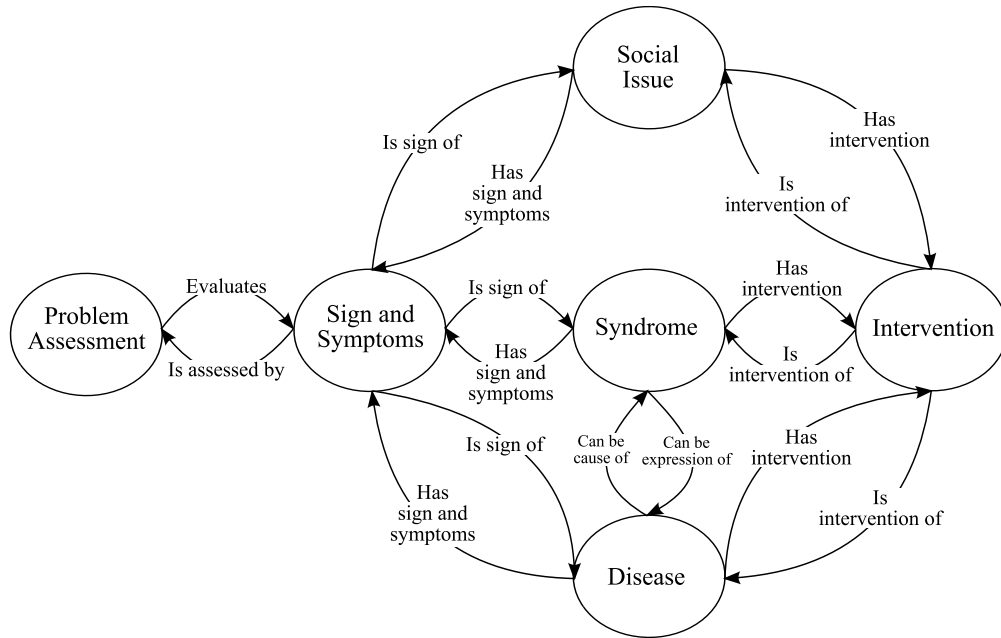 Social
Issue
Is sign of
Has
intervention
Has
sign and
symptoms
Is
intervention of
Evaluates
Problem
Assessment
Is assessed by
Sign and
Symptoms
Is sign of
Has
sign and
symptoms
Syndrome
Has
intervention
Is
intervention of
Intervention
Is sign of
Can be
cause of
Can be
expression of
Has
intervention
Has
sign and
symptoms
Is
intervention of
Disease